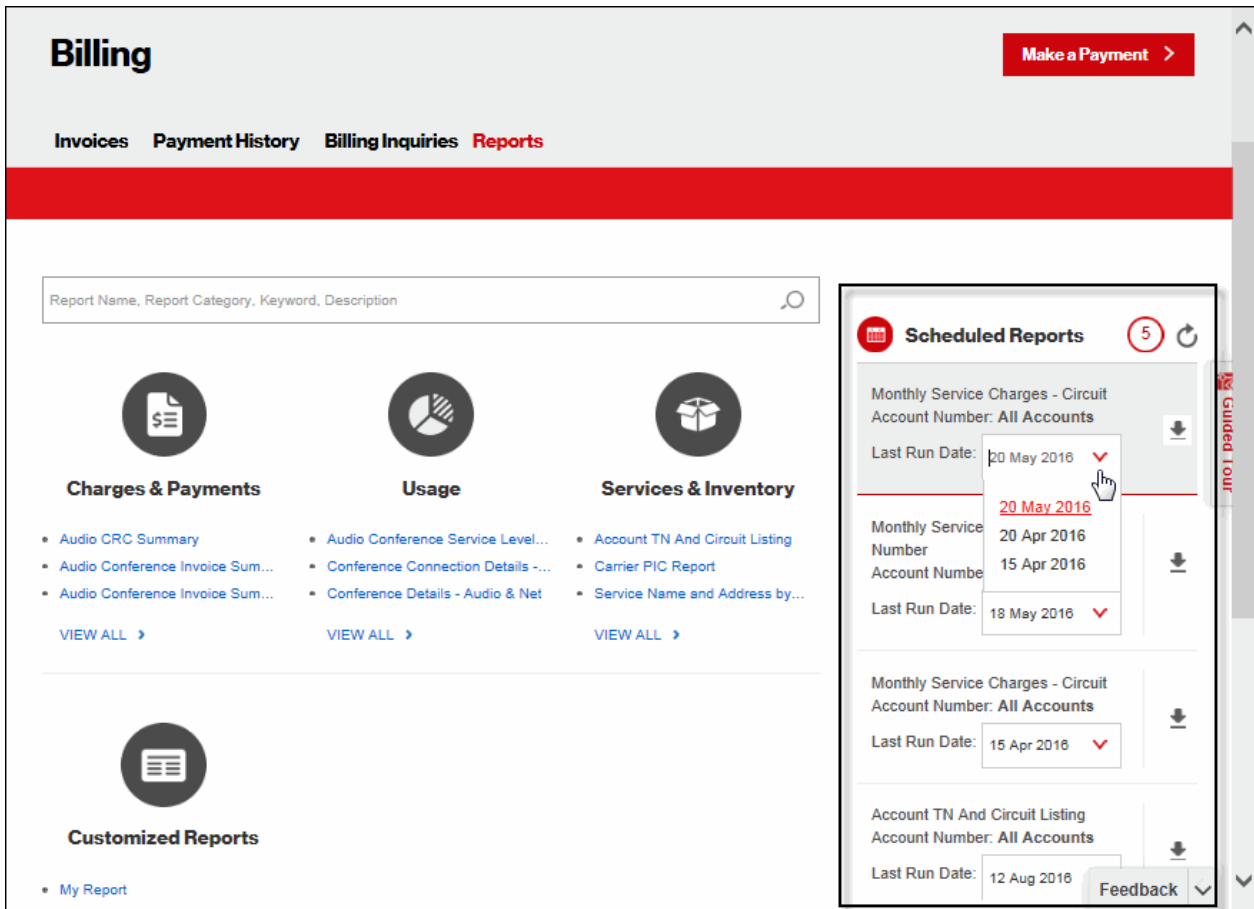 Billing
Make a Payment
Invoices Payment History Billing Inquiries Reports
Report Name, Report Category, Keyword, Description
Charges & Payments
Audio CRC Summary
Audio Conference Invoice Sum...
Audio Conference Invoice Sum...
VIEW ALL
Usage
Audio Conference Service Level...
Conference Connection Details -...
Conference Details - Audio & Net
VIEW ALL
Services & Inventory
Account TN And Circuit Listing
Carrier PIC Report
Service Name and Address by...
VIEW ALL
Customized Reports
My Report
Scheduled Reports 5
Monthly Service Charges - Circuit
Account Number: All Accounts
Last Run Date: 20 May 2016
20 May 2016
20 Apr 2016
15 Apr 2016
Monthly Service
Number
Account Numbe
Last Run Date: 18 May 2016
Monthly Service Charges - Circuit
Account Number: All Accounts
Last Run Date: 15 Apr 2016
Account TN And Circuit Listing
Account Number: All Accounts
Last Run Date: 12 Aug 2016
Guided Tour
Feedback